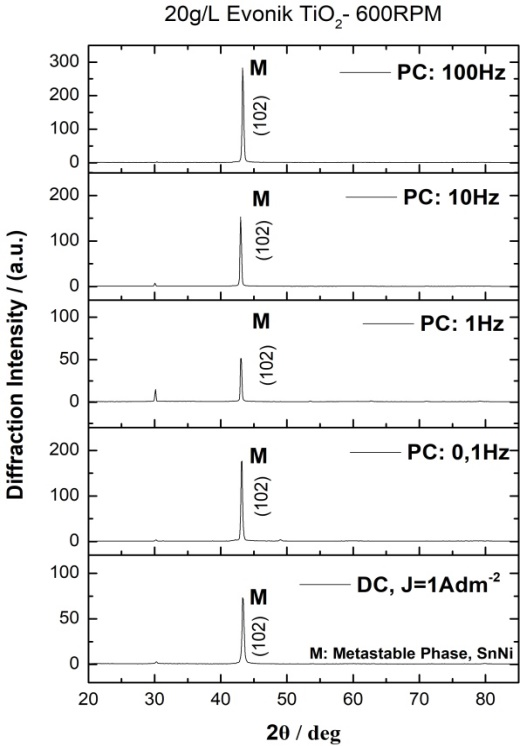 20g/L Evonik TiO₂- 600RPM
300
200
100
0
M
(102)
PC: 100Hz
200
100
0
M
(102)
PC: 10Hz
100
50
0
M
(102)
PC: 1Hz
200
100
0
M
(102)
PC: 0,1Hz
100
50
0
M
(102)
DC, J=1Adm⁻²
M: Metastable Phase, SnNi
20 30 40 50 60 70 80
2θ / deg
Diffraction Intensity / (a.u.)